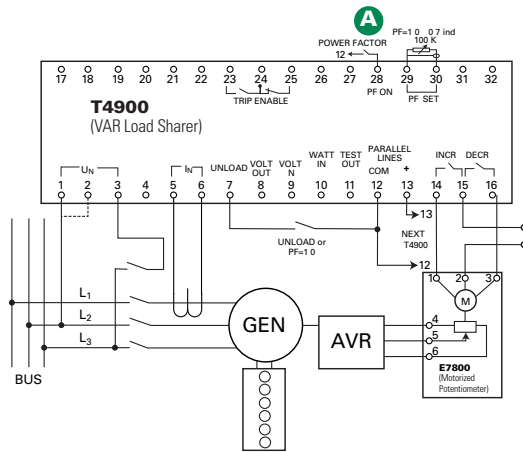 A
POWER FACTOR
12
PF=1 0 0 7 ind
100 K
17 18 19 20 21 22 23 24 25 26 27 28 29 30 31 32
TRIP ENABLE
PF ON
PF SET
T4900
(VAR Load Sharer)
UN
IN
UNLOAD
VOLT
OUT
VOLT
N
WATT
IN
TEST
OUT
PARALLEL
LINES
COM
+
INCR
DECR
1 2 3 4 5 6 7 8 9 10 11 12 13 14 15 16
13
NEXT
T4900
UNLOAD or
PF=1 0
12
1 2 3
M
L1
L2
L3
GEN
AVR
4
5
6
BUS
E7800
(Motorized
Potentiometer)